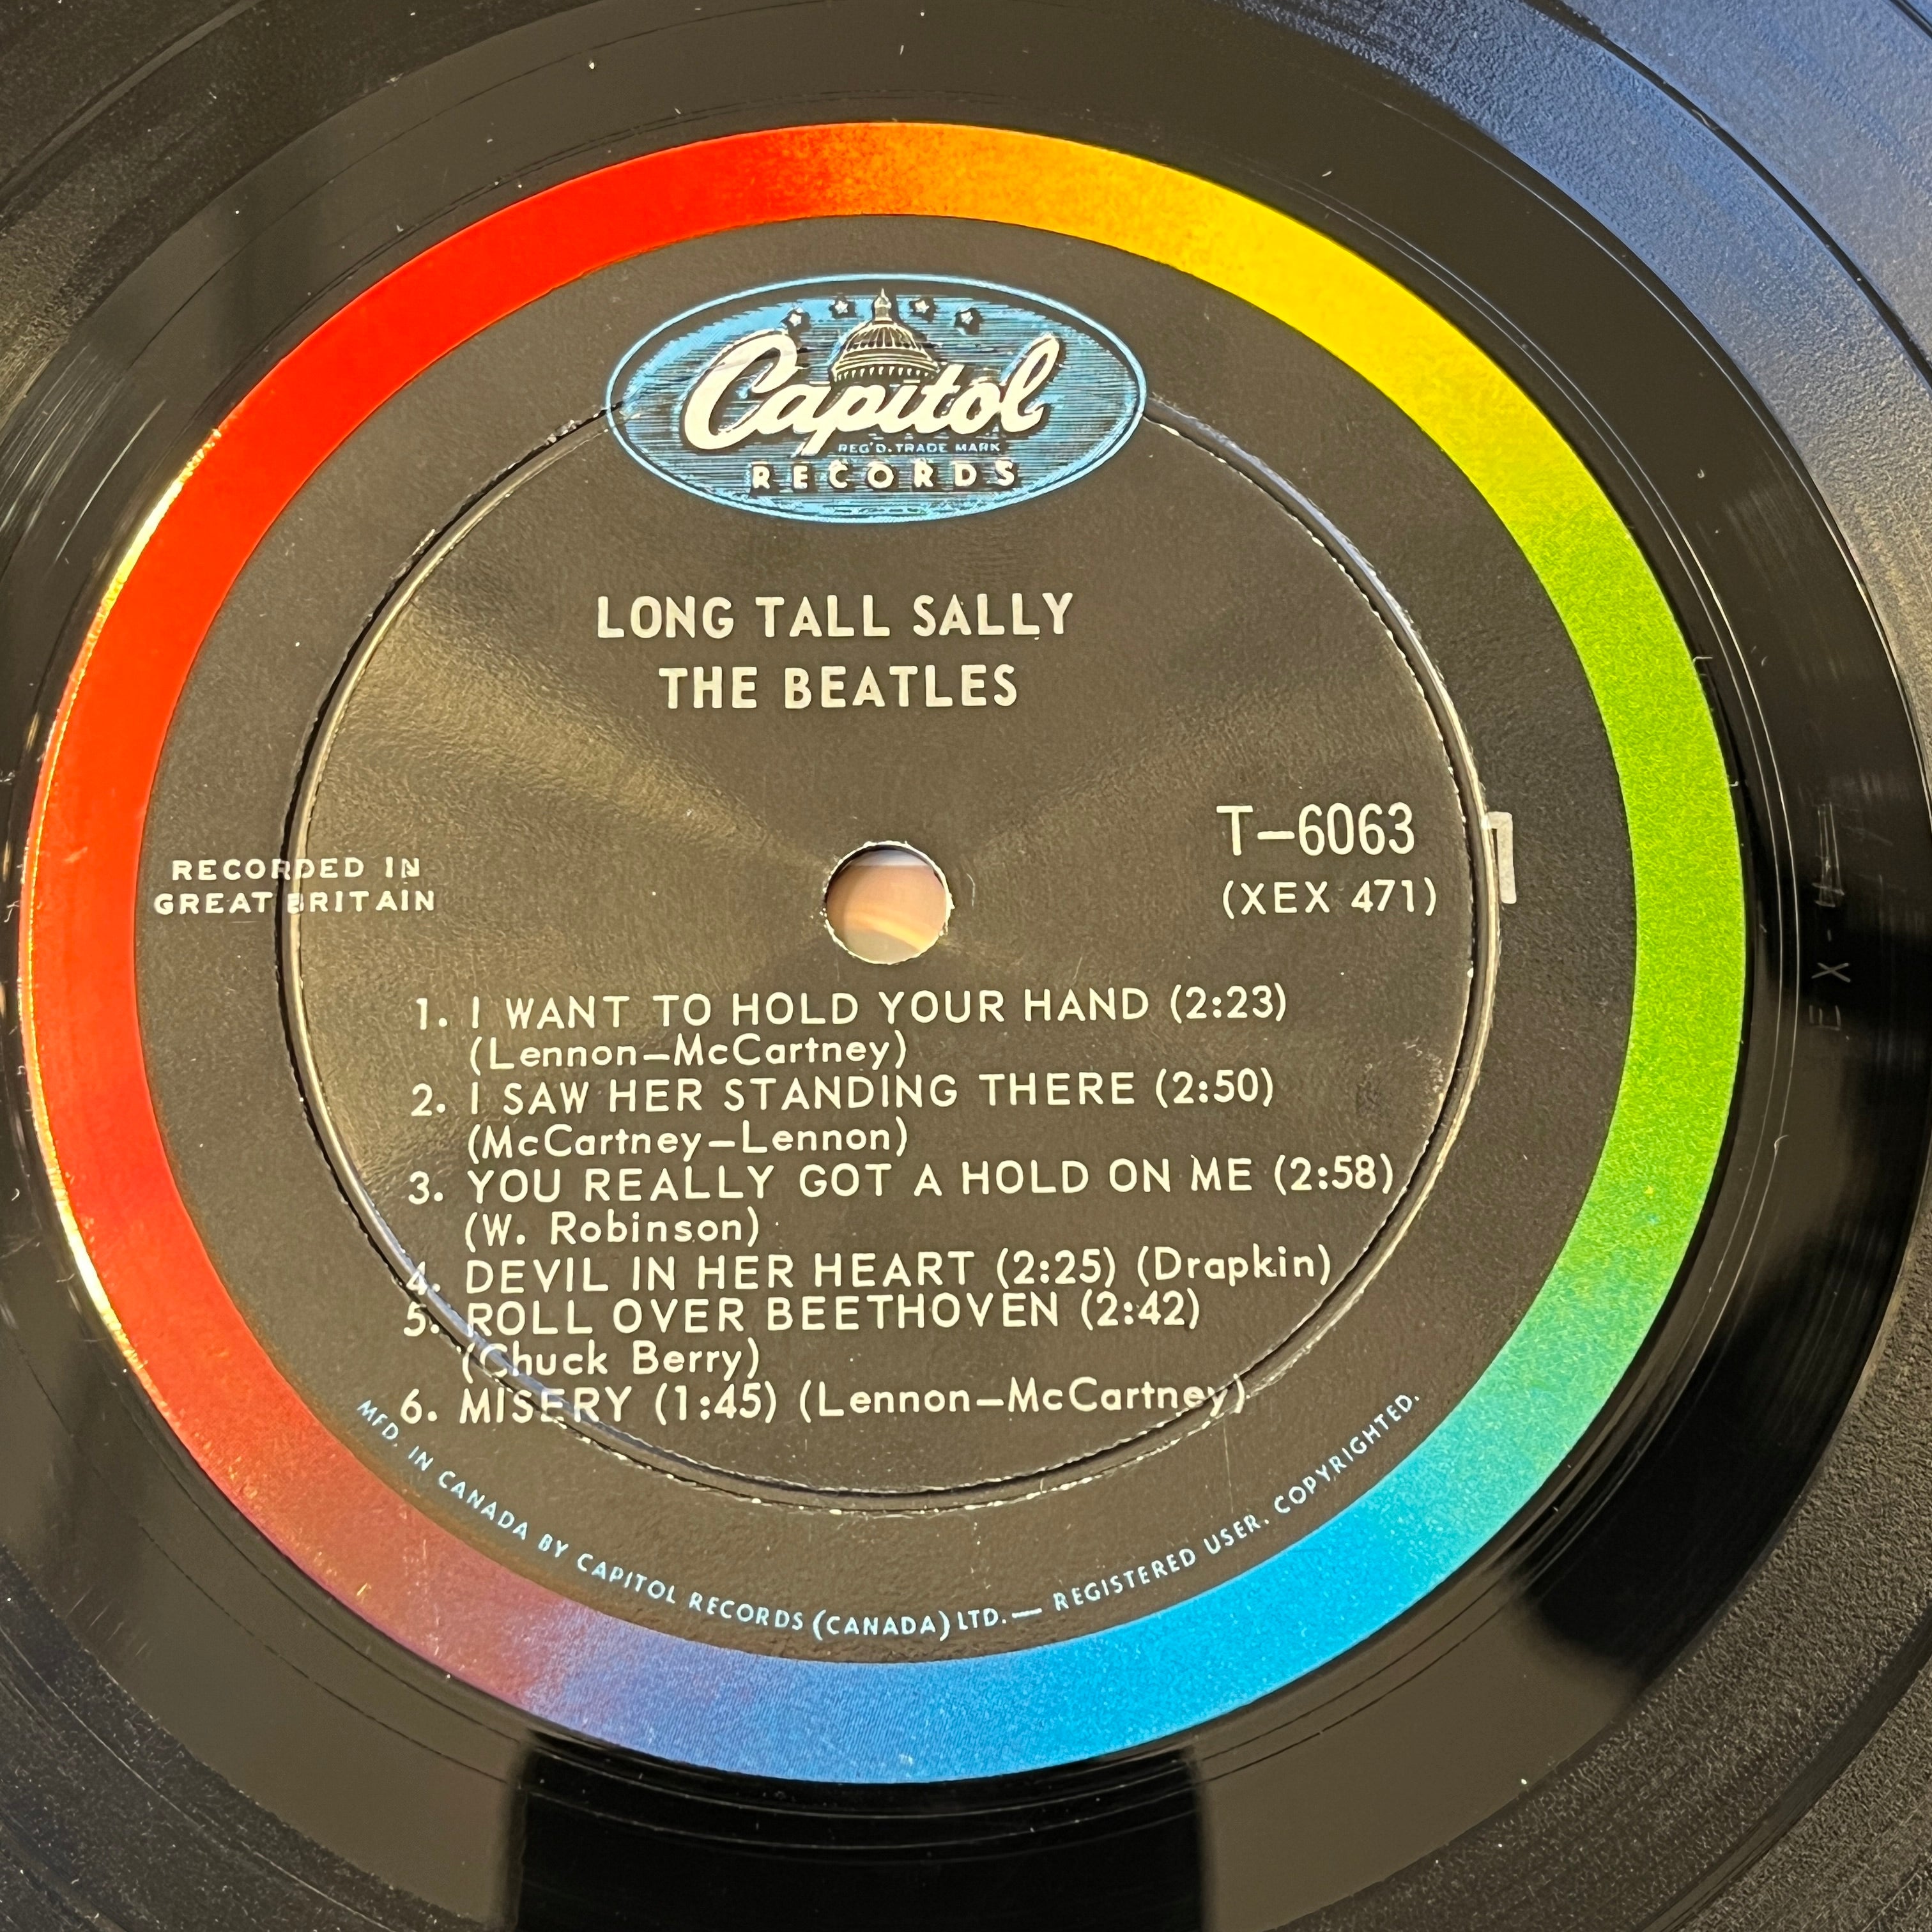 Capitol
REG'D. TRADE MARK
RECORDS
LONG TALL SALLY
THE BEATLES
T-6063
1
(XEX 471)
RECORDED IN
GREAT BRITAIN
1. I WANT TO HOLD YOUR HAND (2:23)
(Lennon-McCartney)
2. I SAW HER STANDING THERE (2:50)
(McCartney-Lennon)
3. YOU REALLY GOT A HOLD ON ME (2:58)
(W. Robinson)
4. DEVIL IN HER HEART (2:25) (Drapkin)
5. ROLL OVER BEETHOVEN (2:42)
(Chuck Berry)
6. MISERY (1:45) (Lennon-McCartney)
MFD. IN CANADA BY CAPITOL RECORDS (CANADA) LTD. — REGISTERED USER. COPYRIGHTED.